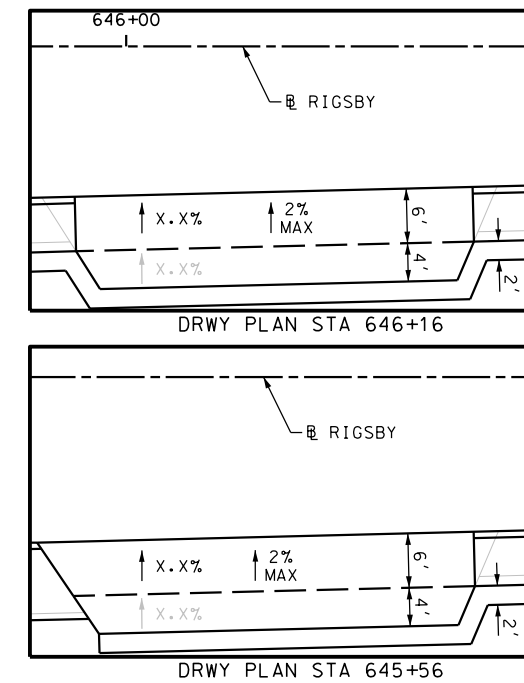 646+00
℄ RIGSBY
X.X%
2%
MAX
6'
X.X%
4'
2'
DRWY PLAN STA 646+16
℄ RIGSBY
X.X%
2%
MAX
6'
X.X%
4'
2'
DRWY PLAN STA 645+56